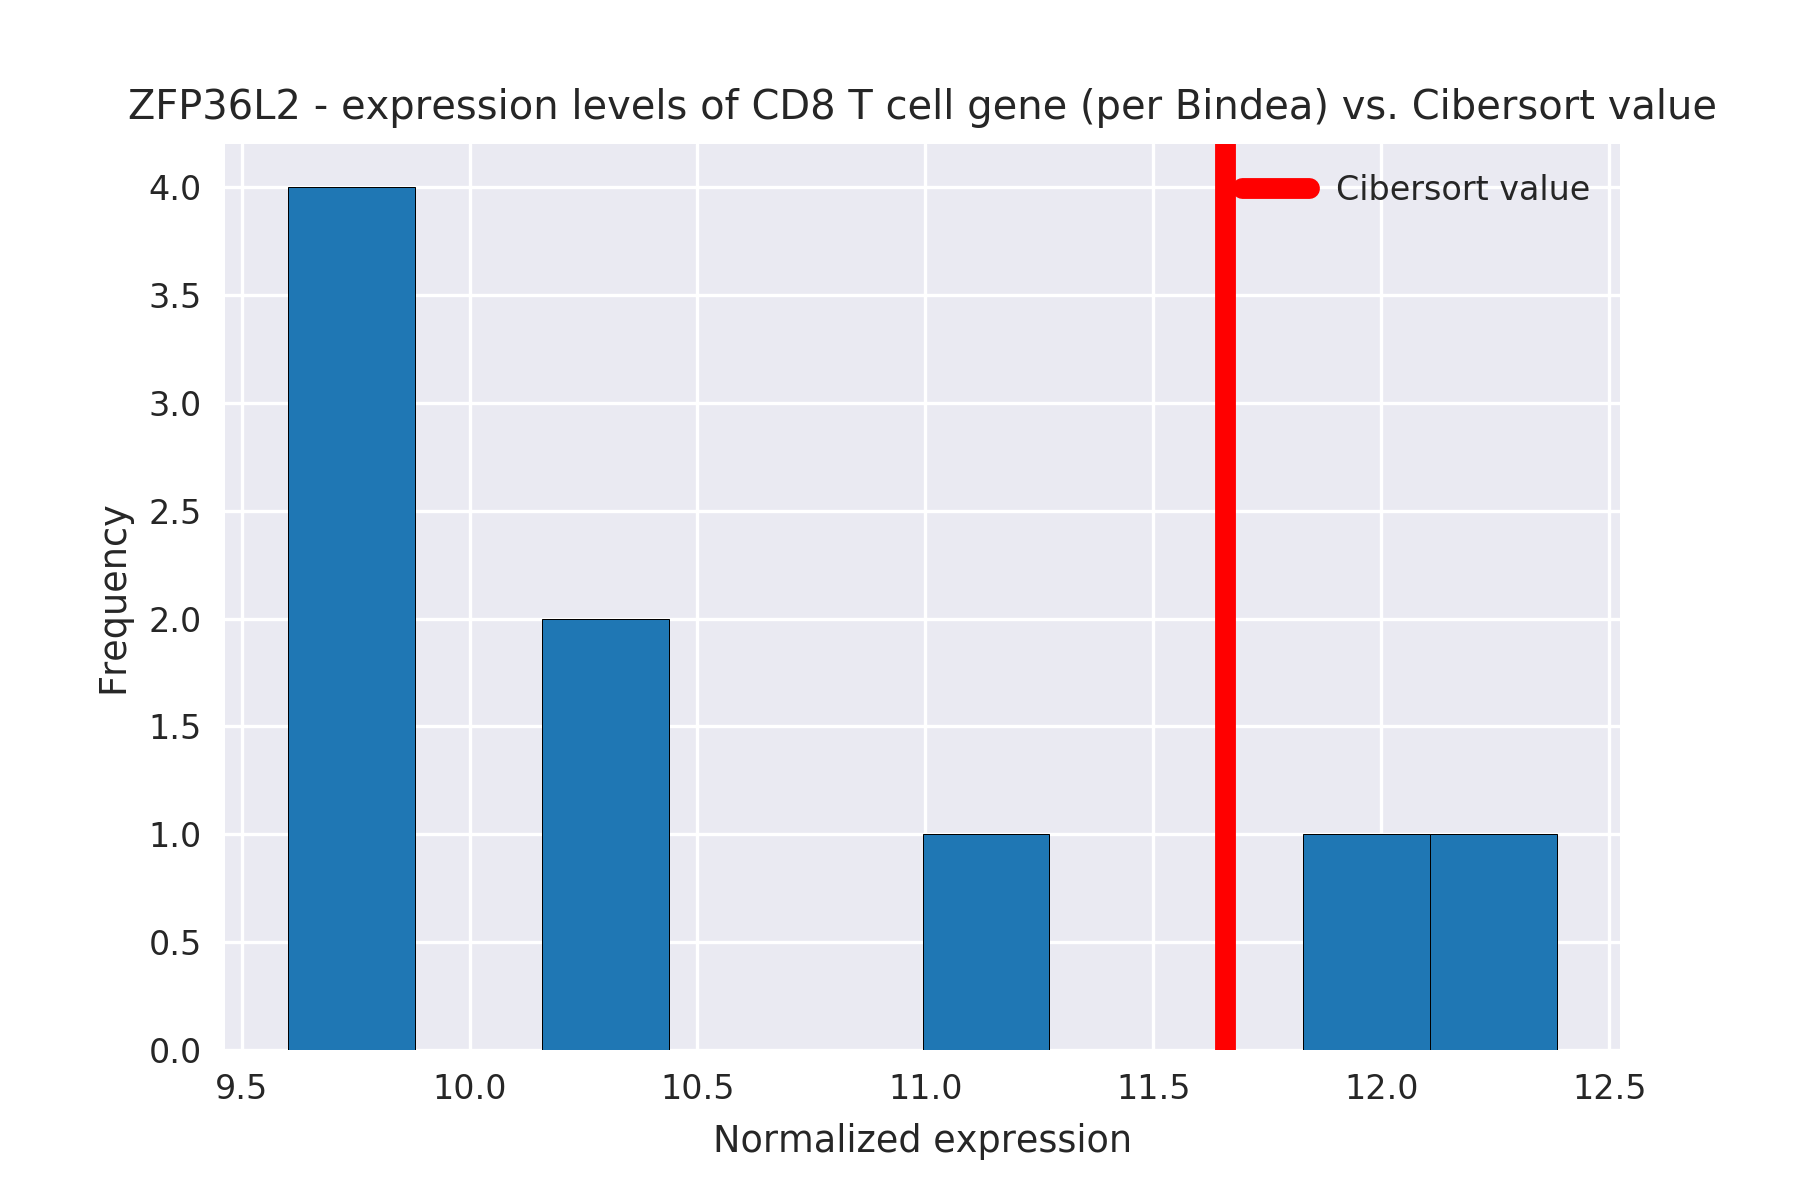 ZFP36L2 - expression levels of CD8 T cell gene (per Bindea) vs. Cibersort value
Cibersort value
4.0
3.5
3.0
2.5
2.0
1.5
1.0
0.5
0.0
Frequency
9.5 10.0 10.5 11.0 11.5 12.0 12.5
Normalized expression